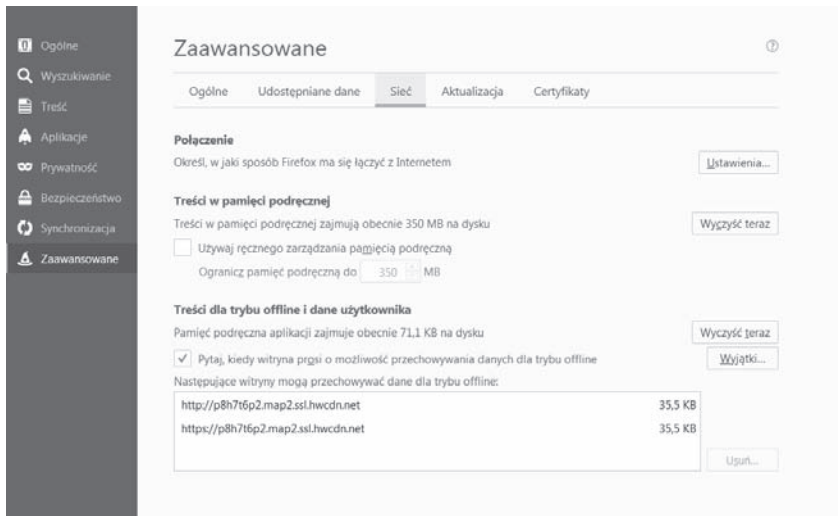 Ogólne
Wyszukiwanie
Treść
Aplikacje
Prywatność
Bezpieczeństwo
Synchronizacja
Zaawansowane
Zaawansowane
?
Ogólne Udostępniane dane Sieć Aktualizacja Certyfikaty
Połączenie
Określ, w jaki sposób Firefox ma się łączyć z Internetem Ustawienia...
Treści w pamięci podręcznej
Treści w pamięci podręcznej zajmują obecnie 350 MB na dysku Wyczyść teraz
Używaj ręcznego zarządzania pamięcią podręczną
Ogranicz pamięć podręczną do 350 MB
Treści dla trybu offline i dane użytkownika
Pamięć podręczna aplikacji zajmuje obecnie 71,1 KB na dysku Wyczyść teraz
Pytaj, kiedy witryna prosi o możliwość przechowywania danych dla trybu offline Wyjątki...
Następujące witryny mogą przechowywać dane dla trybu offline:
http://p8h7t6p2.map2.ssl.hwcdn.net 35,5 KB
https://p8h7t6p2.map2.ssl.hwcdn.net 35,5 KB
Usuń...